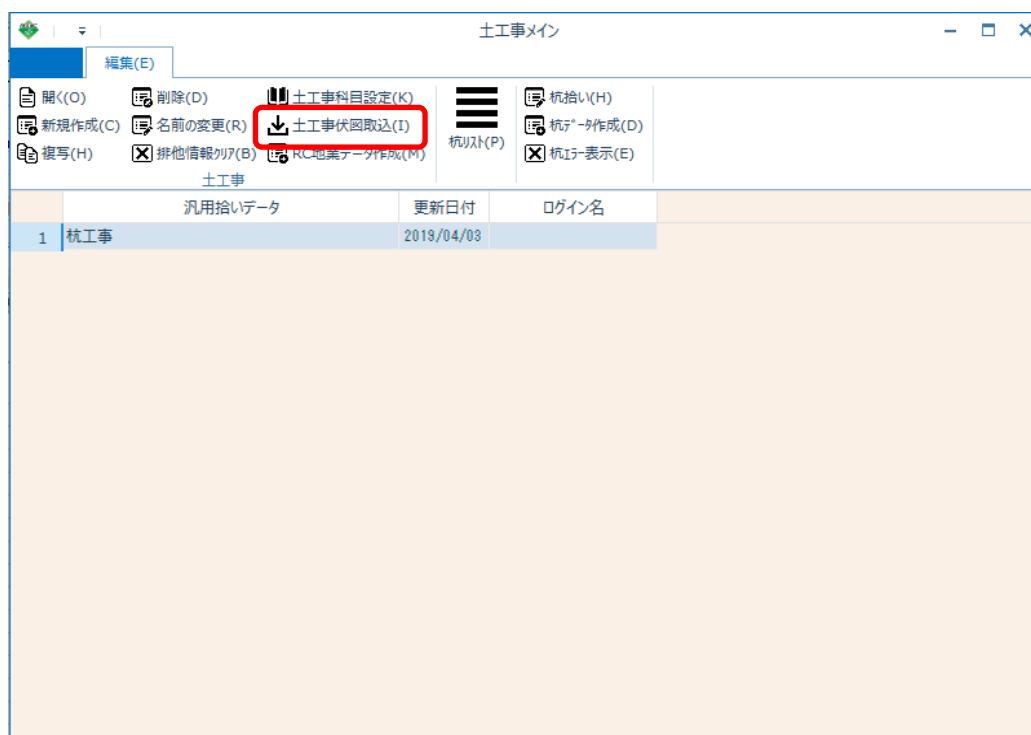 土工事メイン
編集(E)
開く(O)
削除(D)
土工事科目設定(K)
新規作成(C)
名前の変更(R)
土工事伏図取込(I)
複写(H)
排他情報ｸﾘｱ(B)
RC地業データ作成(M)
土工事
杭ﾘｽﾄ(P)
杭拾い(H)
杭ﾃﾞｰﾀ作成(D)
杭ｴﾗｰ表示(E)
汎用拾いデータ 更新日付 ログイン名
1 杭工事 2019/04/03